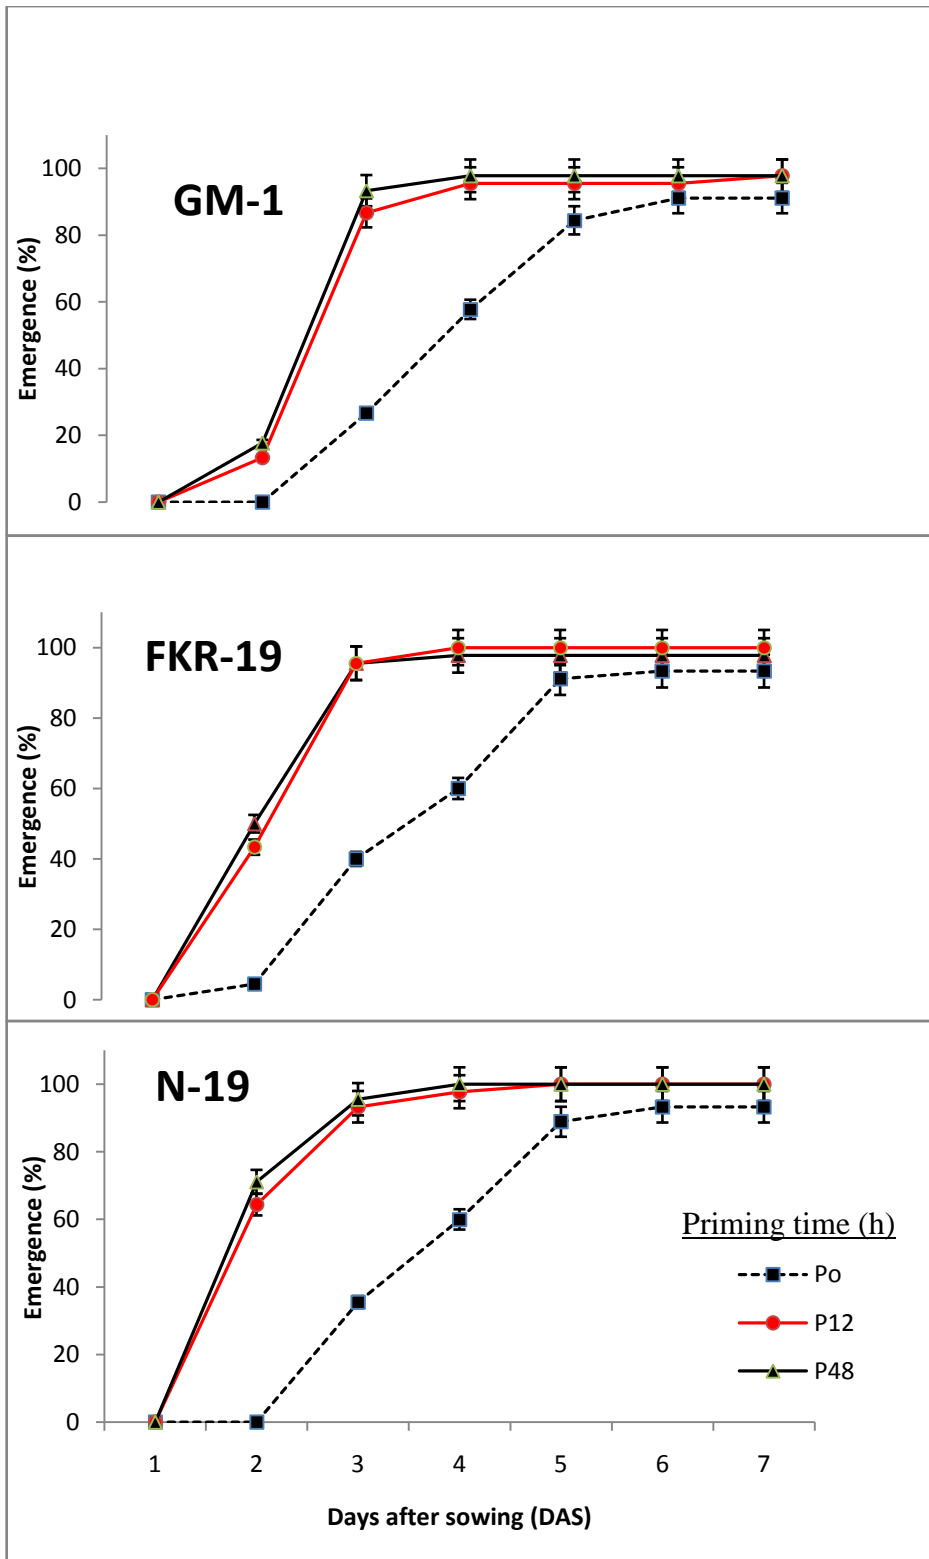 GM-1
Emergence (%)
100
80
60
40
20
0
FKR-19
Emergence (%)
100
80
60
40
20
0
N-19
Emergence (%)
100
80
60
40
20
0
Priming time (h)
Po
P12
P48
1 2 3 4 5 6 7
Days after sowing (DAS)